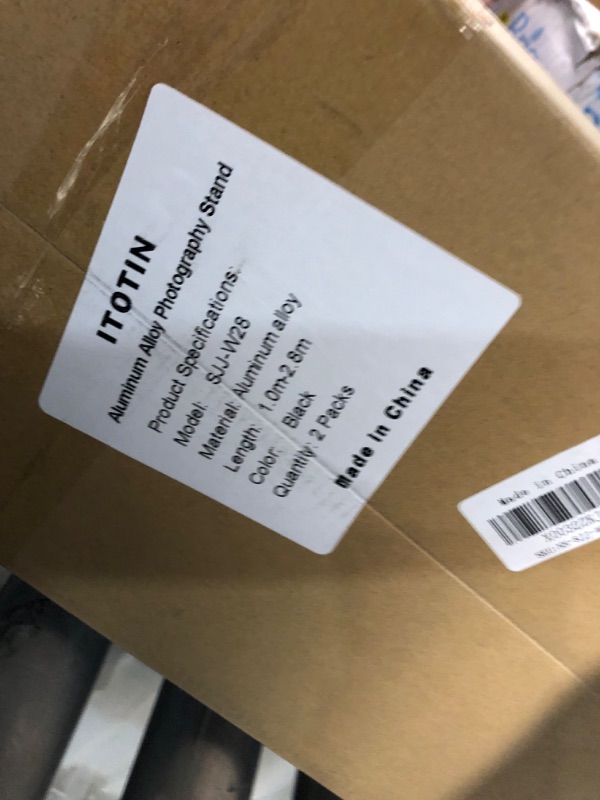 ITOTIN
Aluminum Alloy Photography Stand
Product Specifications:
Model: SJJ-W28
Material: Aluminum alloy
Length: 1.0m-2.8m
Color: Black
Quantity: 2 Packs
Made In China
Made in China